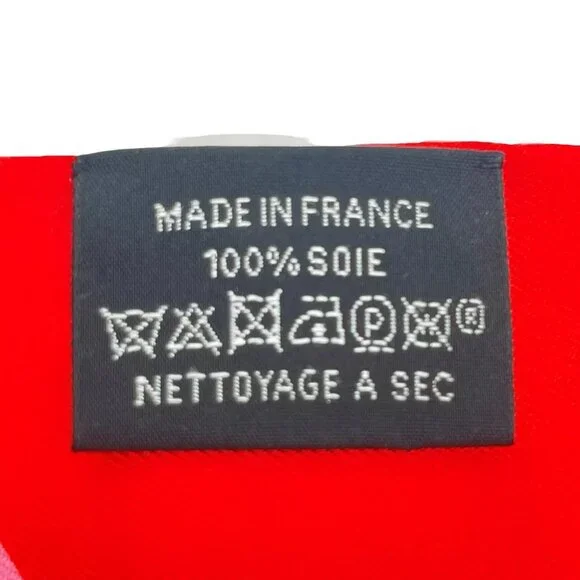 MADE IN FRANCE
100% SOIE
P ®
NETTOYAGE A SEC